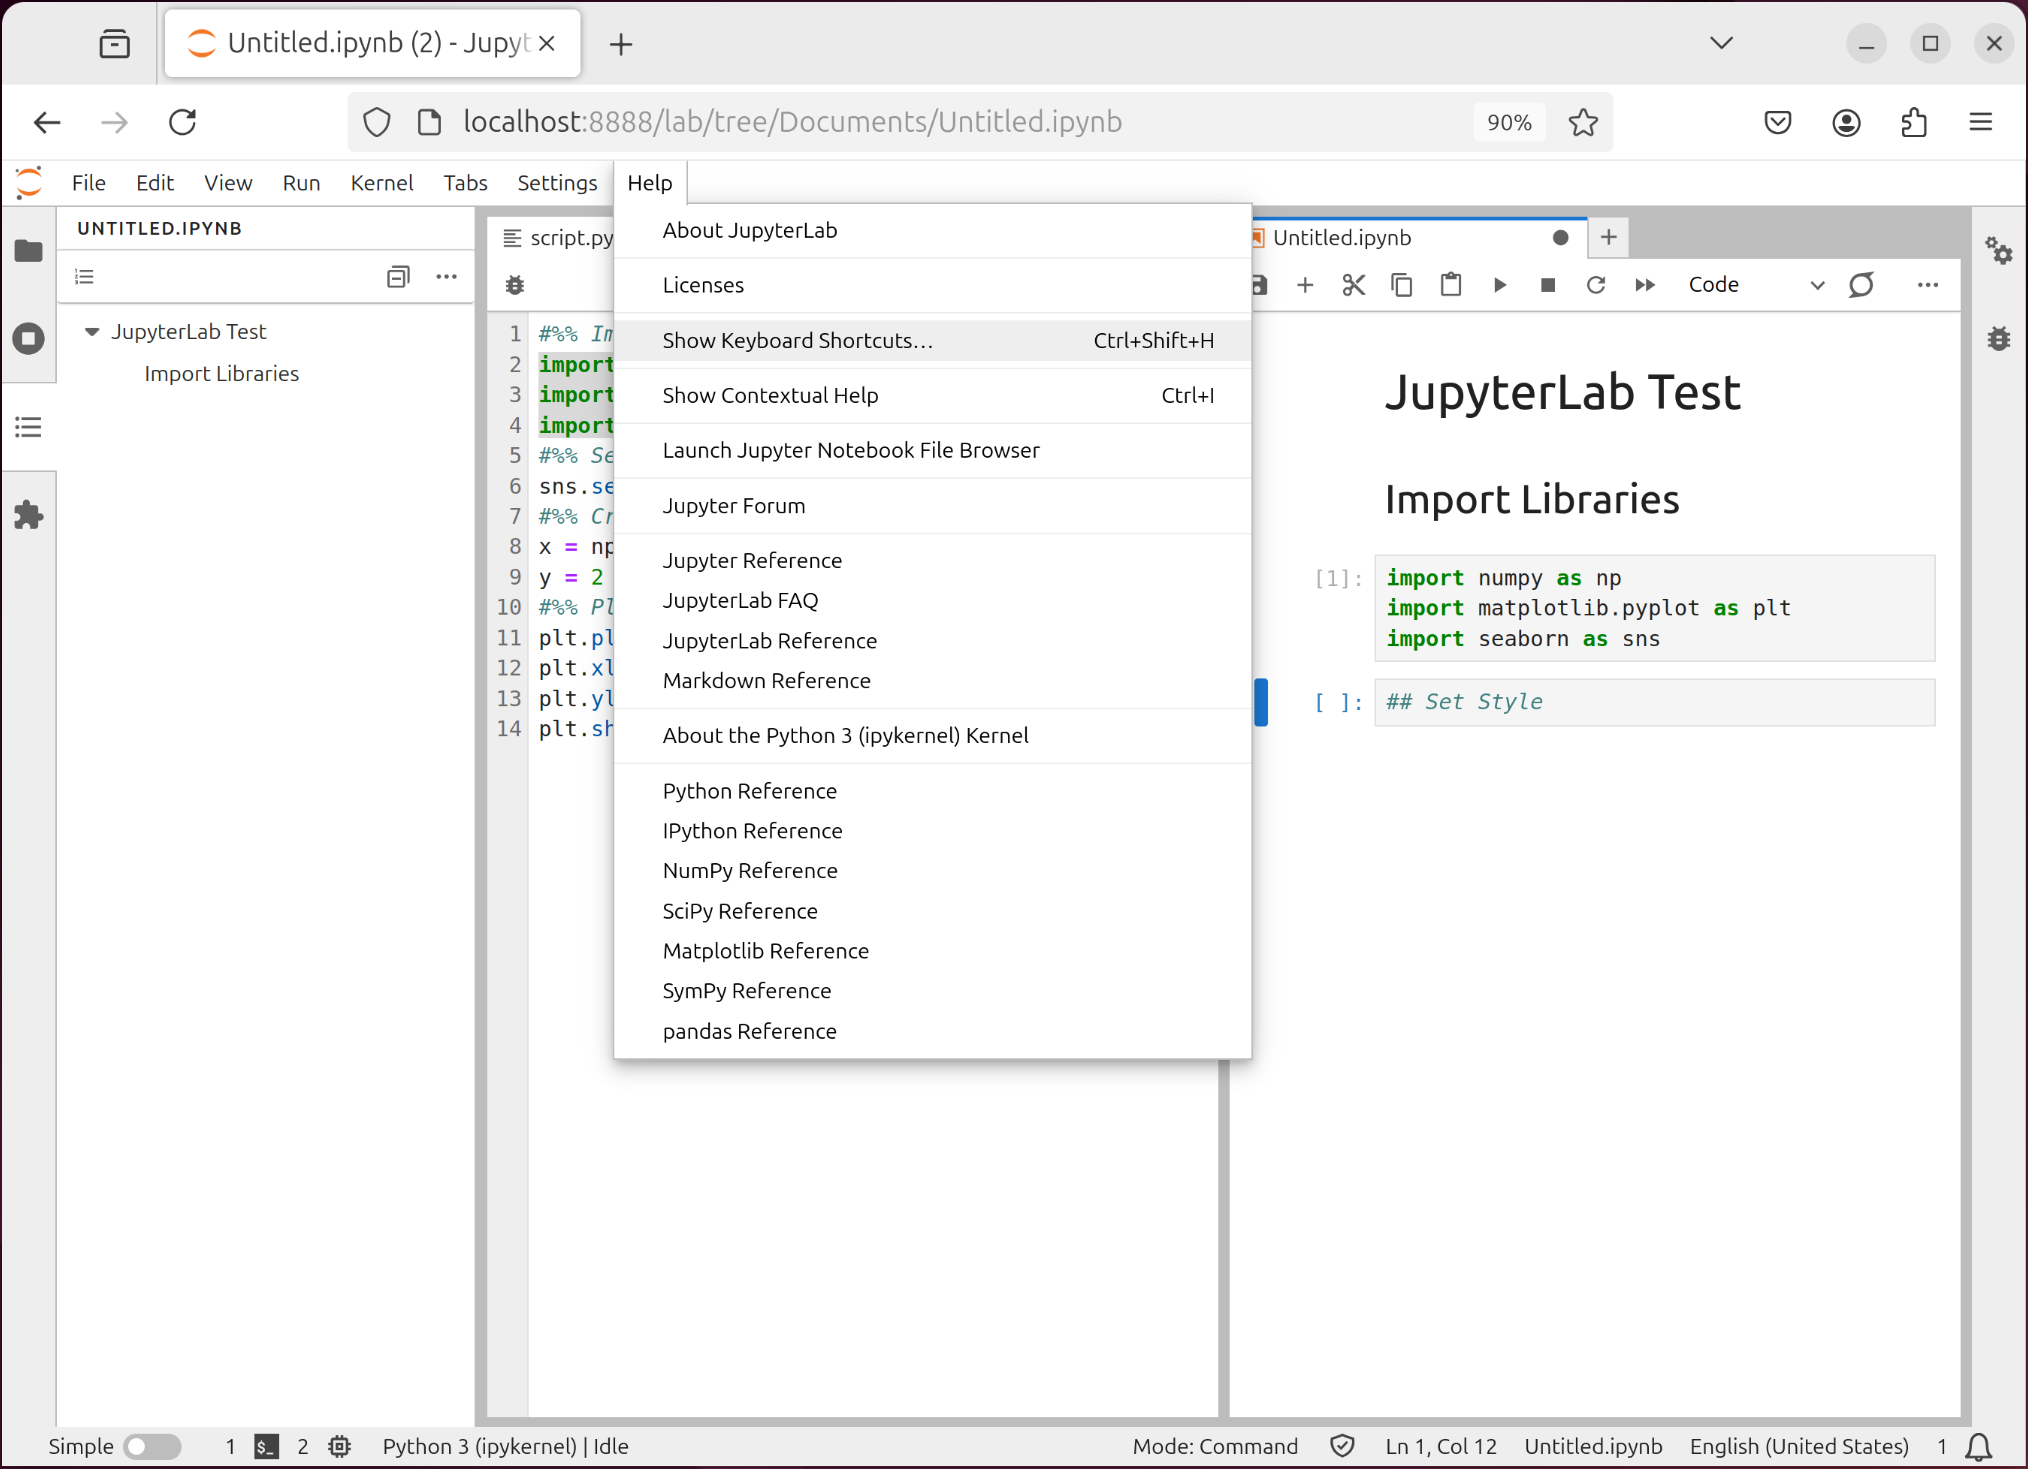 Untitled.ipynb (2) - Jupyt
localhost:8888/lab/tree/Documents/Untitled.ipynb
90%
File Edit View Run Kernel Tabs Settings Help
UNTITLED.IPYNB
JupyterLab Test
Import Libraries
script.py
1 #%% Im
2 import
3 import
4 import
5 #%% Se
6 sns.se
7 #%% Cr
8 x = np
9 y = 2
10 #%% Pl
11 plt.pl
12 plt.xl
13 plt.yl
14 plt.sh
About JupyterLab
Licenses
Show Keyboard Shortcuts… Ctrl+Shift+H
Show Contextual Help Ctrl+I
Launch Jupyter Notebook File Browser
Jupyter Forum
Jupyter Reference
JupyterLab FAQ
JupyterLab Reference
Markdown Reference
About the Python 3 (ipykernel) Kernel
Python Reference
IPython Reference
NumPy Reference
SciPy Reference
Matplotlib Reference
SymPy Reference
pandas Reference
Untitled.ipynb
Code
JupyterLab Test
Import Libraries
[1]: import numpy as np
import matplotlib.pyplot as plt
import seaborn as sns
[ ]: ## Set Style
Simple 1 $_ 2 Python 3 (ipykernel) | Idle Mode: Command Ln 1, Col 12 Untitled.ipynb English (United States) 1